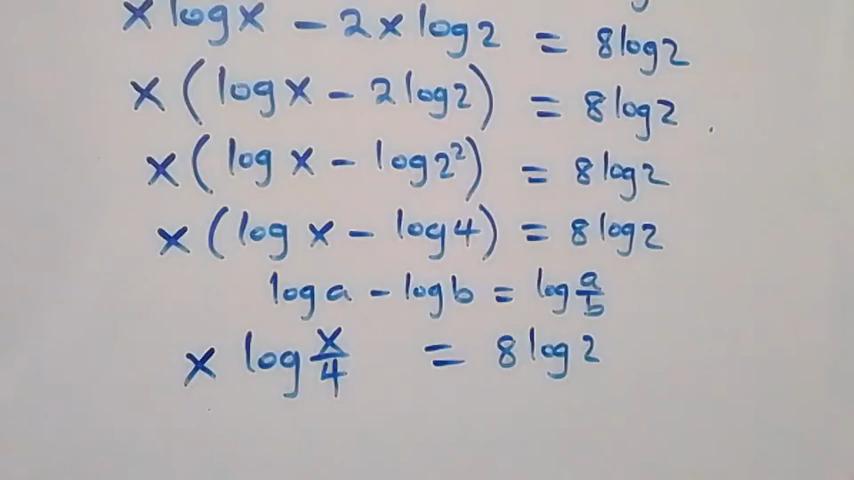 x log x - 2x log 2 = 8 log 2
x (log x - 2 log 2) = 8 log 2
x (log x - log 2²) = 8 log 2
x (log x - log 4) = 8 log 2
log a - log b = log a/b
x log x/4 = 8 log 2